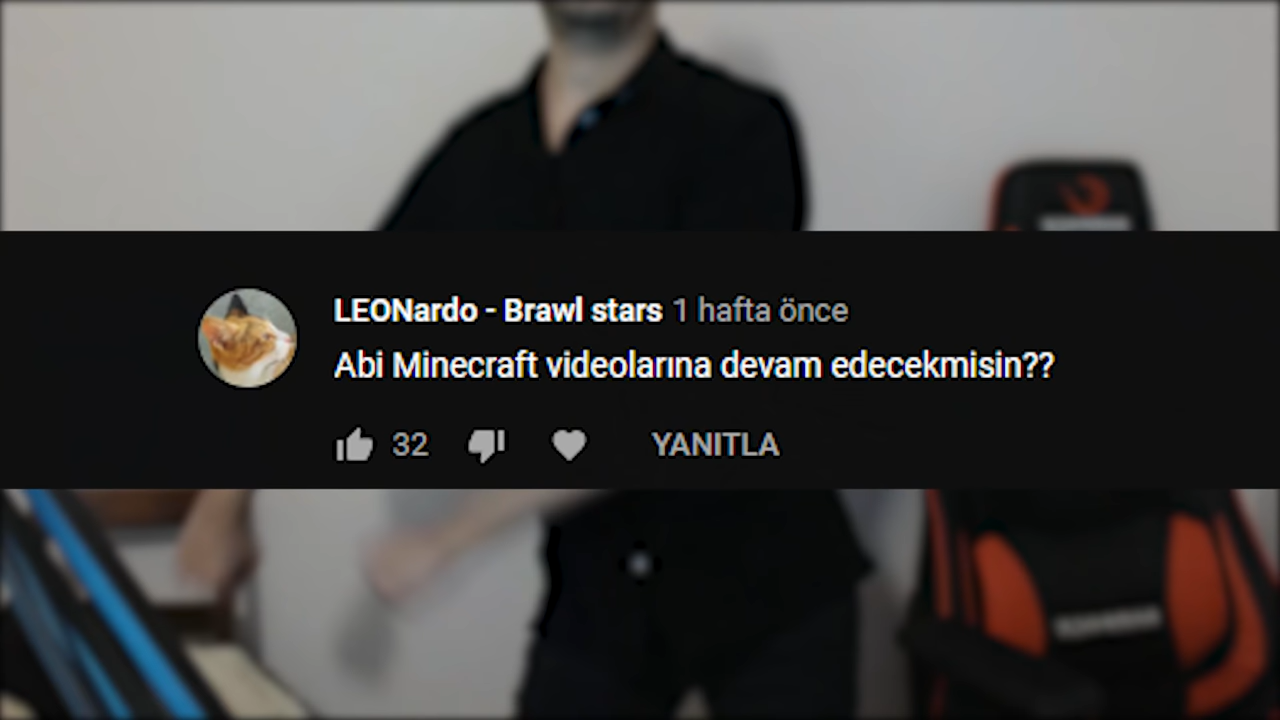 LEONardo - Brawl stars 1 hafta önce
Abi Minecraft videolarına devam edecekmisin??
32 YANITLA